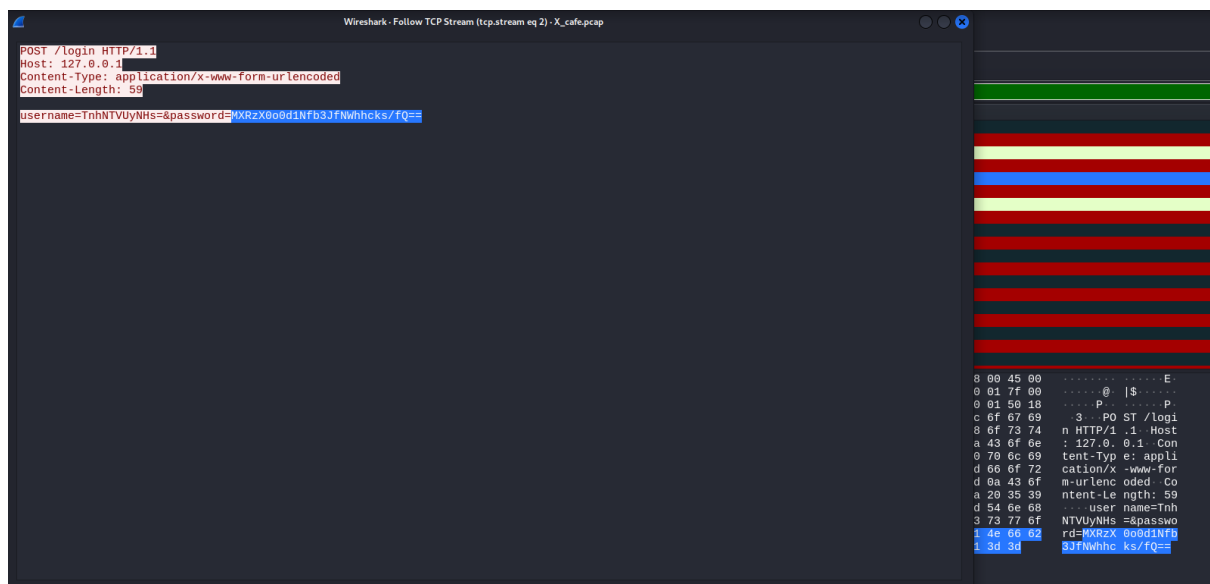 Wireshark · Follow TCP Stream (tcp.stream eq 2) · X_cafe.pcap
POST /login HTTP/1.1
Host: 127.0.0.1
Content-Type: application/x-www-form-urlencoded
Content-Length: 59
username=TnhNTVUyNHs=&password=MXRzX0o0d1Nfb3JfNWhhcks/fQ==
8 00 45 00 ········ ······E·
0 01 7f 00 ······@· |$······
0 01 50 18 ·····P·· ······P·
c 6f 67 69 ·3···PO ST /logi
8 6f 73 74 n HTTP/1 .1··Host
a 43 6f 6e : 127.0. 0.1··Con
0 70 6c 69 tent-Typ e: appli
d 66 6f 72 cation/x -www-for
d 0a 43 6f m-urlenc oded··Co
a 20 35 39 ntent-Le ngth: 59
d 54 6e 68 ····user name=Tnh
3 73 77 6f NTVUyNHs =&passwo
1 4e 66 62 rd=MXRzX 0o0d1Nfb
1 3d 3d 3JfNWhhc ks/fQ==